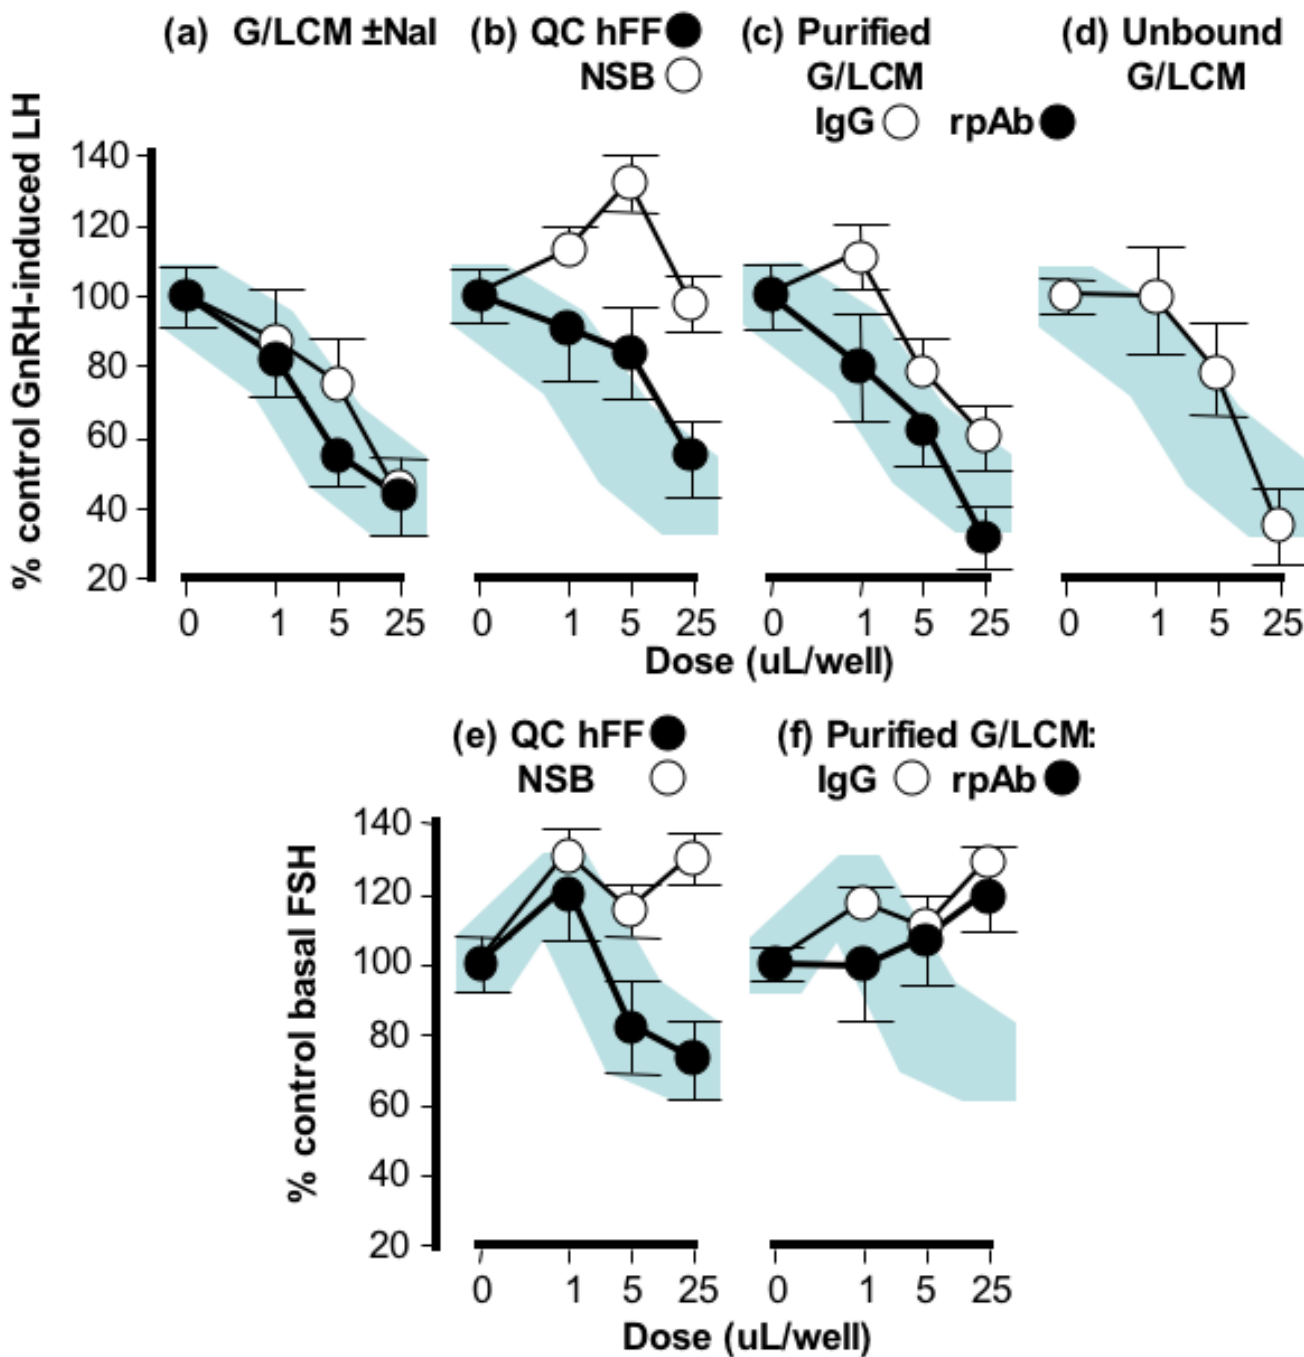 (a) G/LCM ±NaI
(b) QC hFF
NSB
(c) Purified
G/LCM
IgG rpAb
(d) Unbound
G/LCM
% control GnRH-induced LH
140
120
100
80
60
40
20
0 1 5 25
0 1 5 25
0 1 5 25
0 1 5 25
Dose (uL/well)
(e) QC hFF
NSB
(f) Purified G/LCM:
IgG rpAb
% control basal FSH
140
120
100
80
60
40
20
0 1 5 25
0 1 5 25
Dose (uL/well)